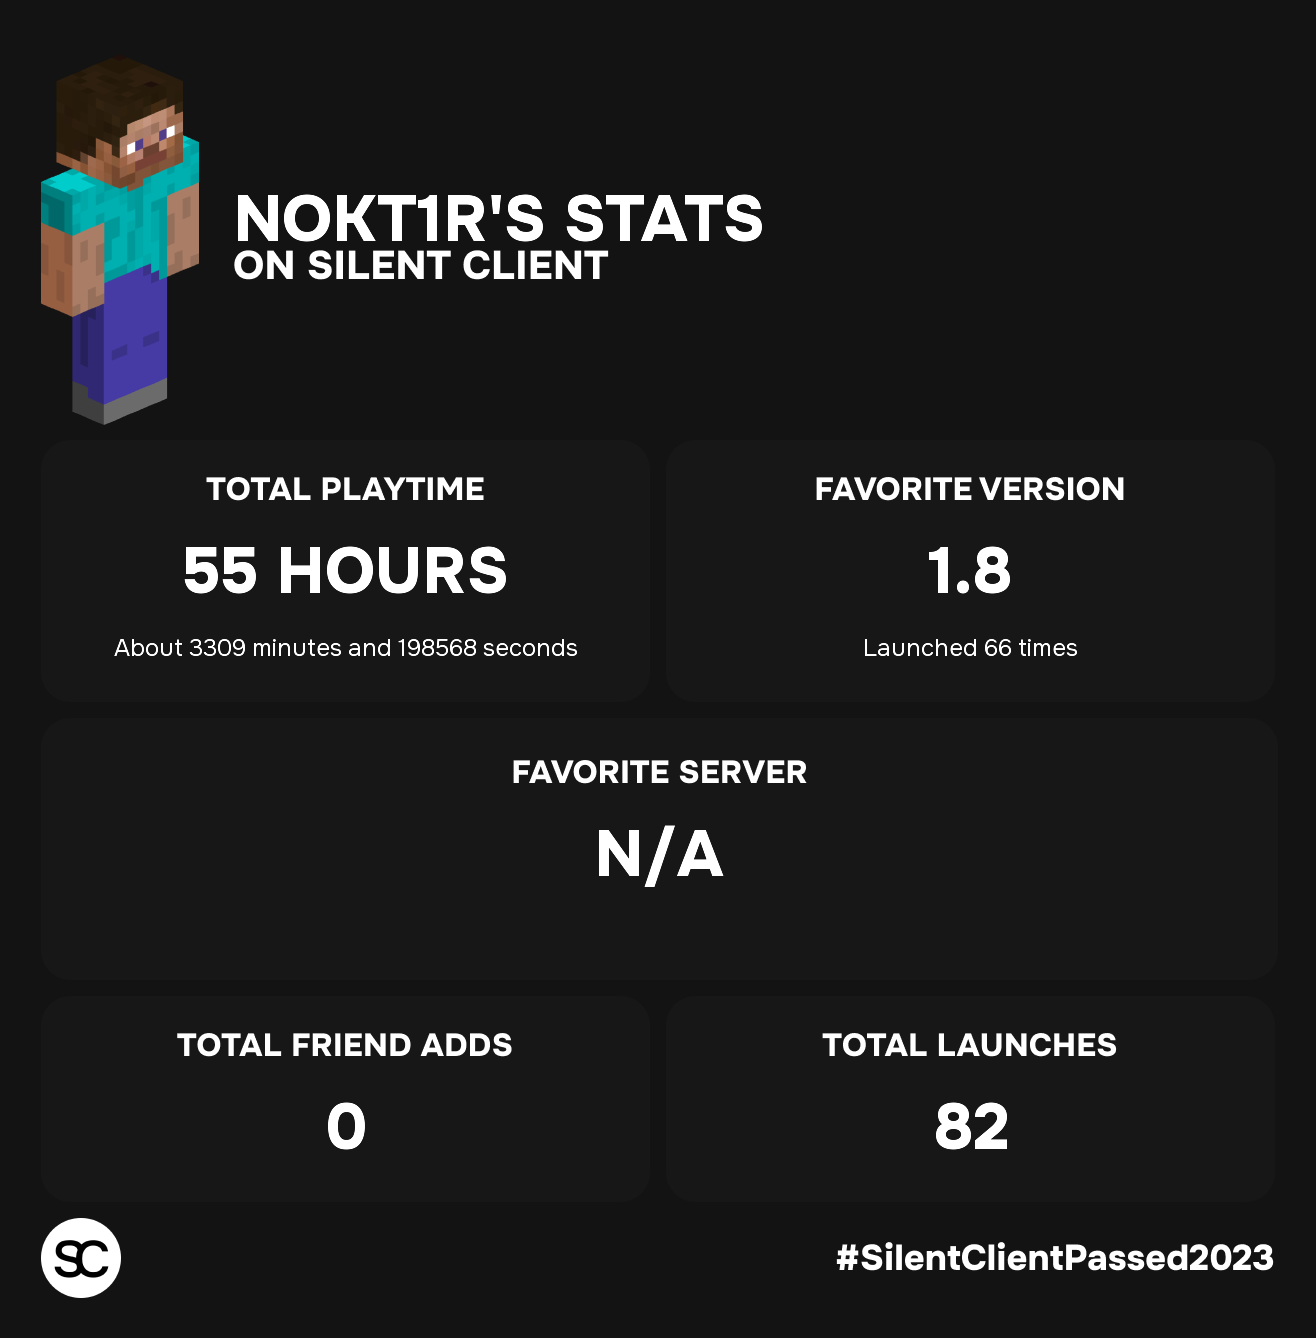 NOKT1R'S STATS
ON SILENT CLIENT
TOTAL PLAYTIME
55 HOURS
About 3309 minutes and 198568 seconds
FAVORITE VERSION
1.8
Launched 66 times
FAVORITE SERVER
N/A
TOTAL FRIEND ADDS
0
TOTAL LAUNCHES
82
SC
#SilentClientPassed2023